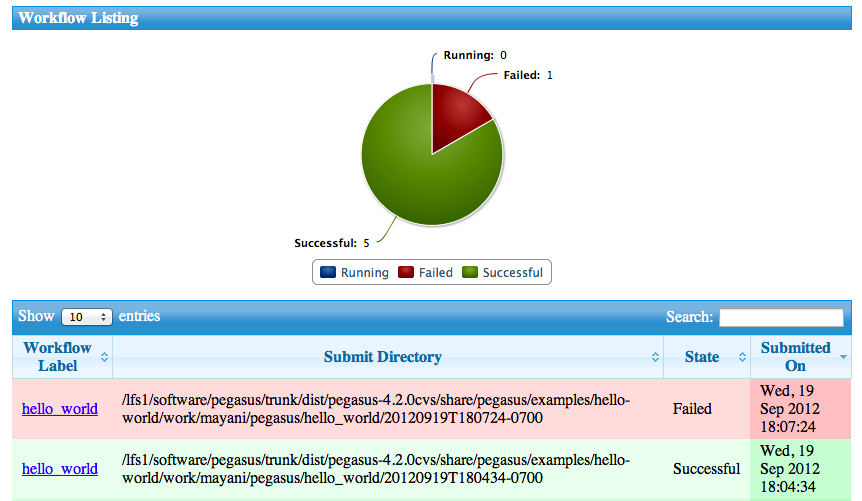 Workflow Listing
Running: 0
Failed: 1
Successful: 5
Running Failed Successful
Show 10 entries Search:
Workflow
Label
Submit Directory
State
Submitted
On
hello_world
/lfs1/software/pegasus/trunk/dist/pegasus-4.2.0cvs/share/pegasus/examples/hello-
world/work/mayani/pegasus/hello_world/20120919T180724-0700
Failed
Wed, 19
Sep 2012
18:07:24
hello_world
/lfs1/software/pegasus/trunk/dist/pegasus-4.2.0cvs/share/pegasus/examples/hello-
world/work/mayani/pegasus/hello_world/20120919T180434-0700
Successful
Wed, 19
Sep 2012
18:04:34